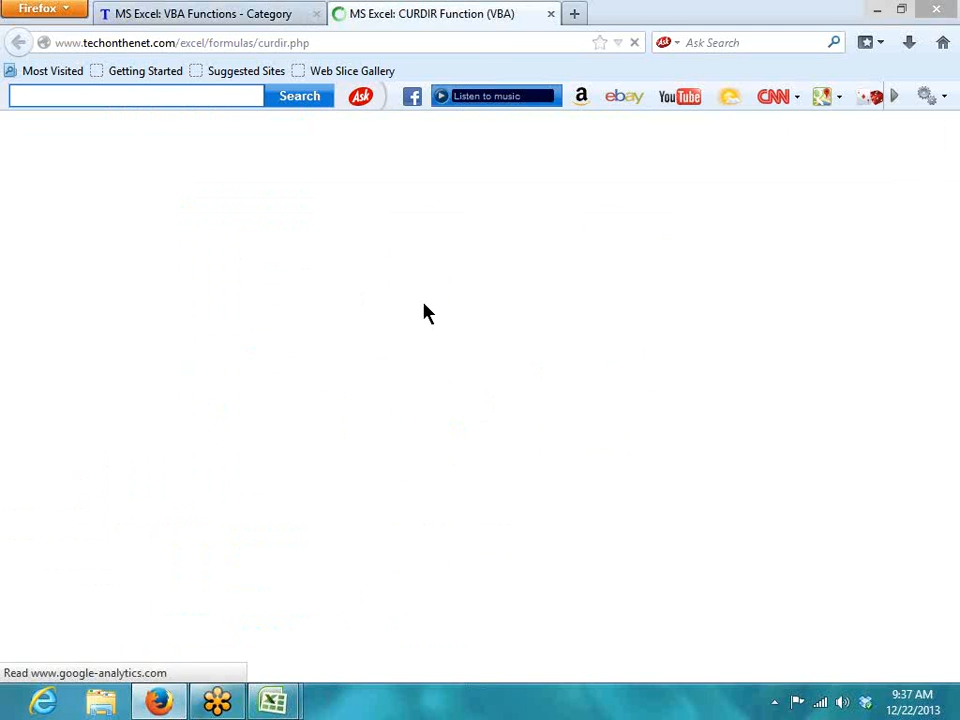 Firefox
MS Excel: VBA Functions - Category
MS Excel: CURDIR Function (VBA)
www.techonthenet.com/excel/formulas/curdir.php
Ask
Ask Search
Most Visited
Getting Started
Suggested Sites
Web Slice Gallery
Search
Ask
Listen to music
a
ebay
YouTube
CNN
Read www.google-analytics.com
9:37 AM
12/22/2013